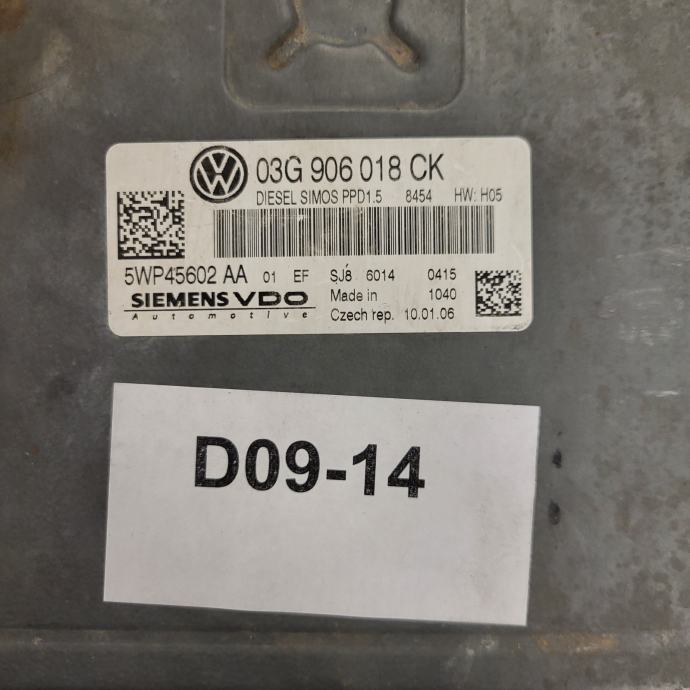 VW 03G 906 018 CK
DIESEL SIMOS PPD1.5 8454 HW: H05
5WP45602 AA 01 EF SJ8 6014 0415
SIEMENS VDO Made in 1040
Automotive Czech rep. 10.01.06
D09-14